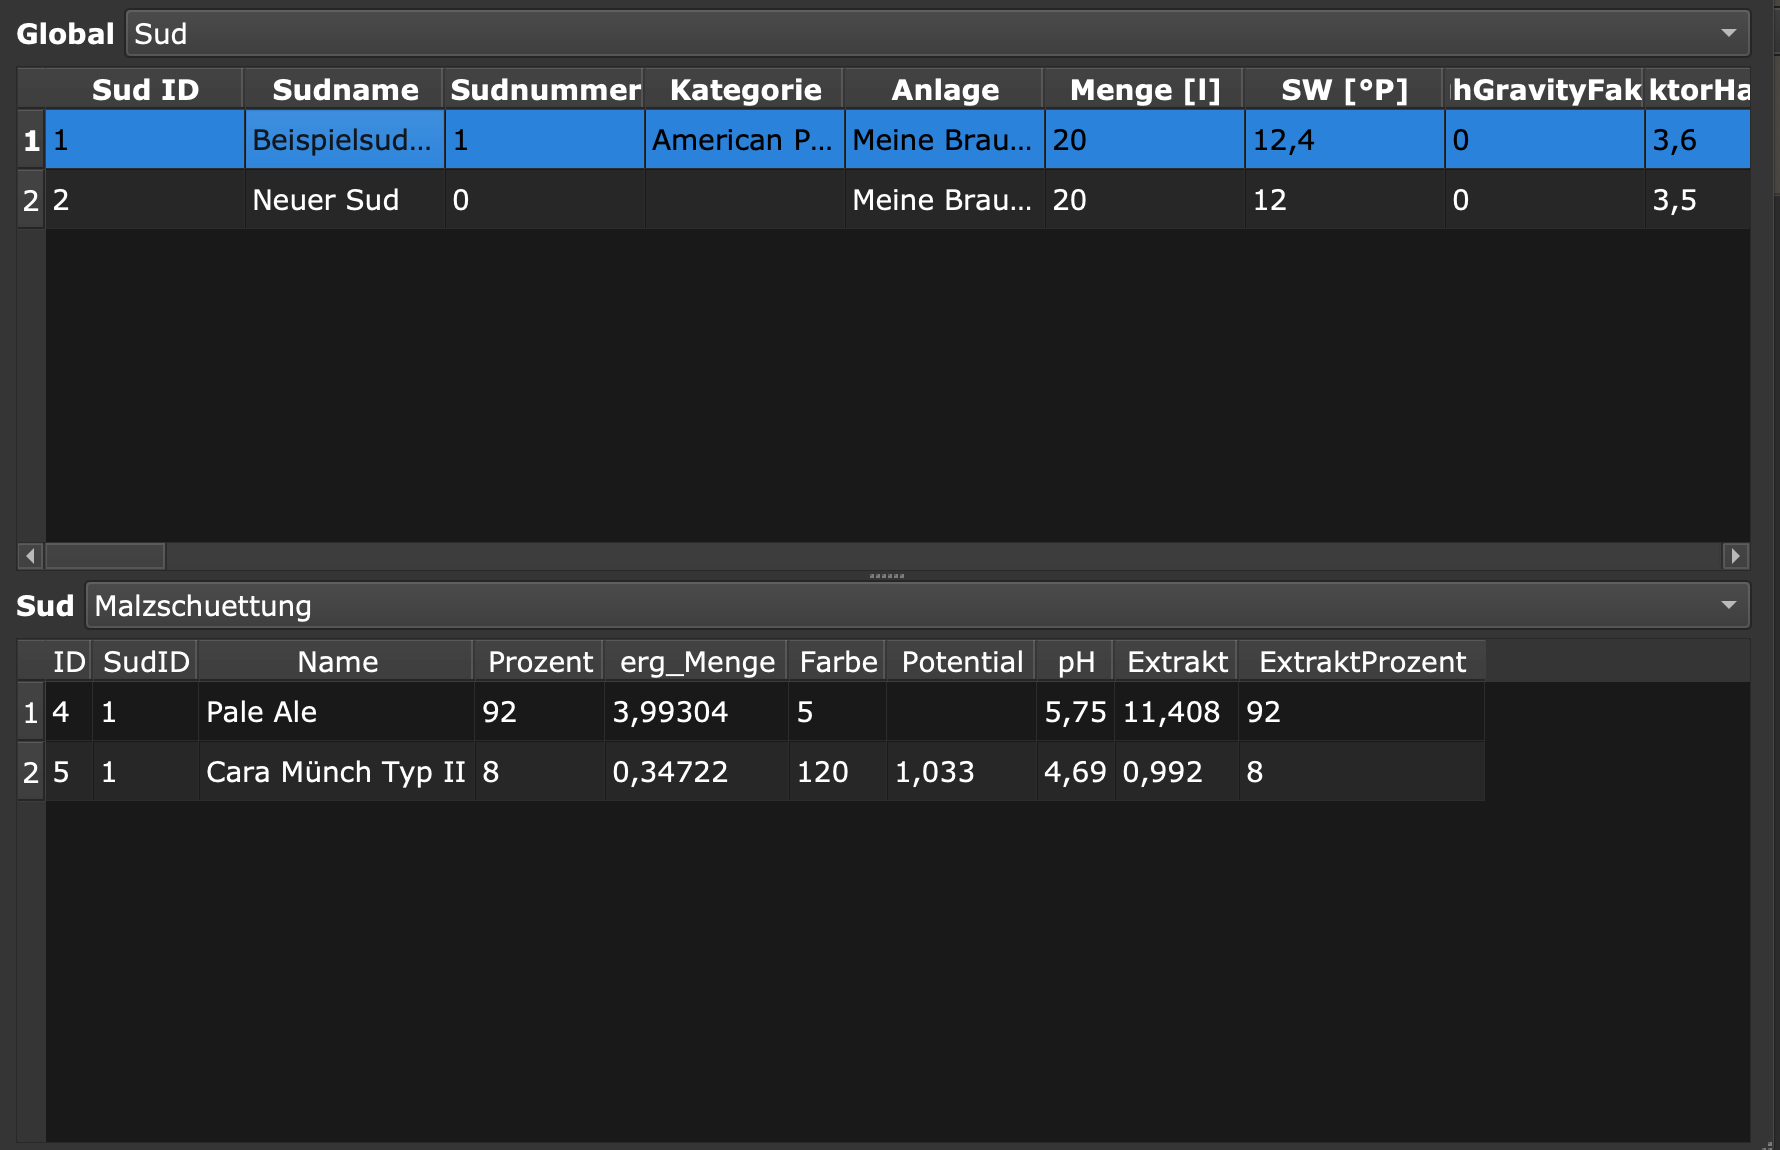 Global Sud
Sud ID Sudname Sudnummer Kategorie Anlage Menge [l] SW [°P] hGravityFak ktorHa
1 1 Beispielsud... 1 American P... Meine Brau... 20 12,4 0 3,6
2 2 Neuer Sud 0 Meine Brau... 20 12 0 3,5
Sud Malzschuettung
ID SudID Name Prozent erg_Menge Farbe Potential pH Extrakt ExtraktProzent
1 4 1 Pale Ale 92 3,99304 5 5,75 11,408 92
2 5 1 Cara Münch Typ II 8 0,34722 120 1,033 4,69 0,992 8